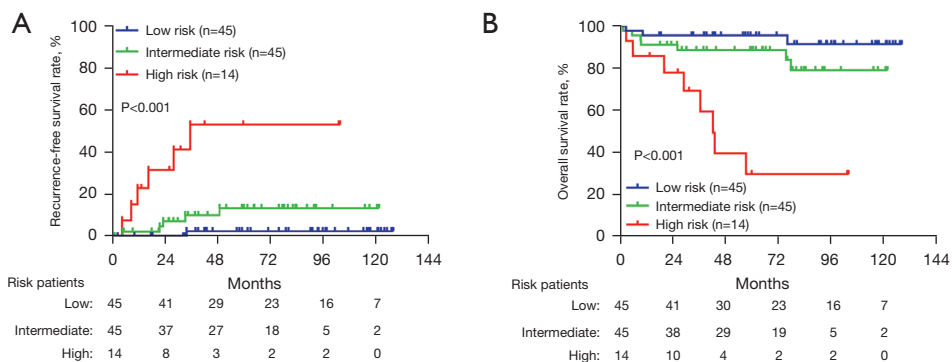 A
Recurrence-free survival rate, %
100
80
60
40
20
0
Low risk (n=45)
Intermediate risk (n=45)
High risk (n=14)
P<0.001
0 24 48 72 96 120 144
Months
Risk patients
Low: 45 41 29 23 16 7
Intermediate: 45 37 27 18 5 2
High: 14 8 3 2 2 0
B
Overall survival rate, %
100
80
60
40
20
0
P<0.001
Low risk (n=45)
Intermediate risk (n=45)
High risk (n=14)
0 24 48 72 96 120 144
Months
Risk patients
Low: 45 41 30 23 16 7
Intermediate: 45 38 29 19 5 2
High: 14 10 4 2 2 0